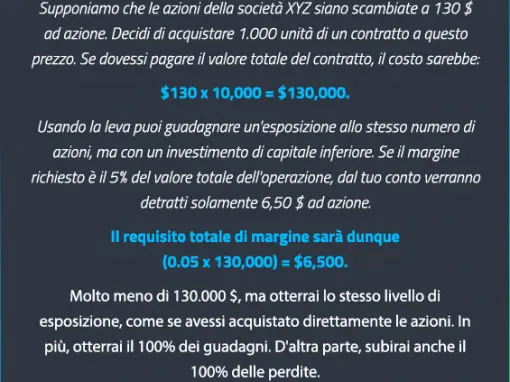 Supponiamo che le azioni della società XYZ siano scambiate a 130 $
ad azione. Decidi di acquistare 1.000 unità di un contratto a questo
prezzo. Se dovessi pagare il valore totale del contratto, il costo sarebbe:
$130 x 10,000 = $130,000.
Usando la leva puoi guadagnare un'esposizione allo stesso numero di
azioni, ma con un investimento di capitale inferiore. Se il margine
richiesto è il 5% del valore totale dell'operazione, dal tuo conto verranno
detratti solamente 6,50 $ ad azione.
Il requisito totale di margine sarà dunque
(0.05 x 130,000) = $6,500.
Molto meno di 130.000 $, ma otterrai lo stesso livello di
esposizione, come se avessi acquistato direttamente le azioni. In
più, otterrai il 100% dei guadagni. D'altra parte, subirai anche il
100% delle perdite.